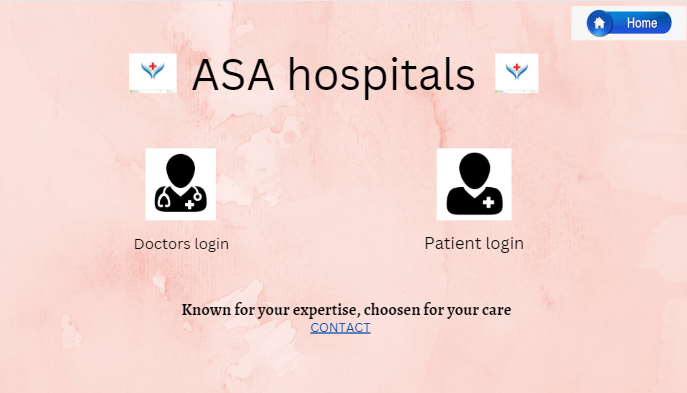 Home
ASA hospitals
Doctors login
Patient login
Known for your expertise, choosen for your care
CONTACT